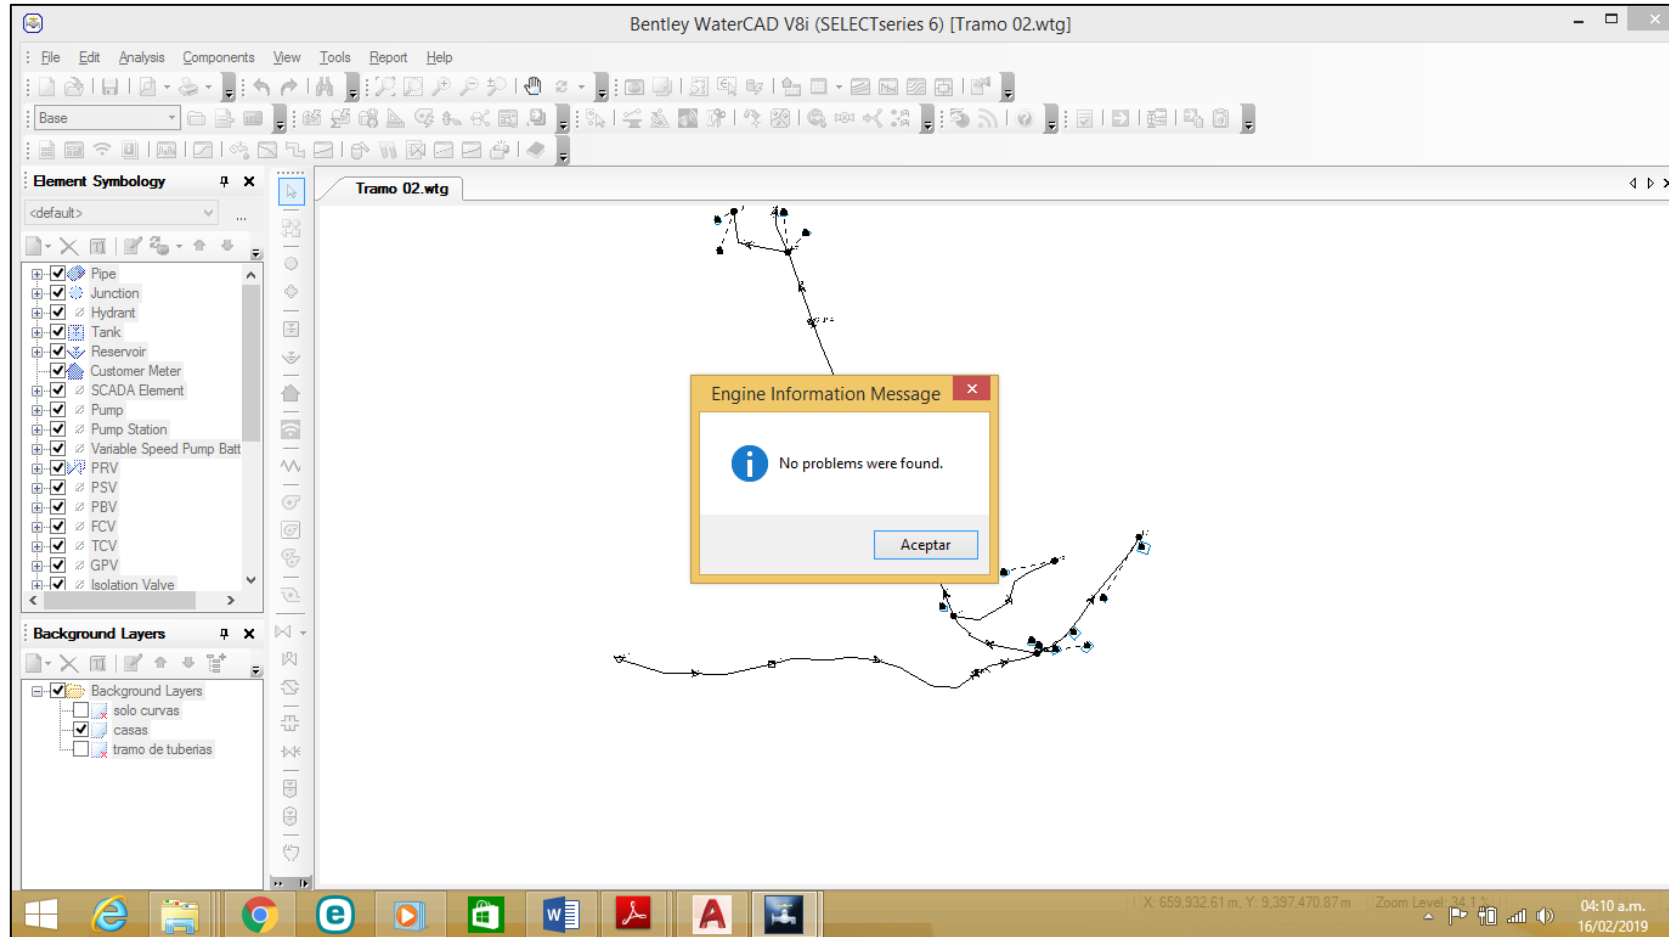 Bentley WaterCAD V8i (SELECTseries 6) [Tramo 02.wtg]
File Edit Analysis Components View Tools Report Help
Base
Element Symbology
Tramo 02.wtg
<default>
...
Pipe
Junction
Hydrant
Tank
Reservoir
Customer Meter
SCADA Element
Pump
Pump Station
Variable Speed Pump Batt
PRV
PSV
PBV
FCV
TCV
GPV
Isolation Valve
Engine Information Message
No problems were found.
Aceptar
Background Layers
Background Layers
solo curvas
casas
tramo de tuberias
X: 659,932.61 m, Y: 9,397,470.87 m Zoom Level: 34.1 %
04:10 a.m.
16/02/2019